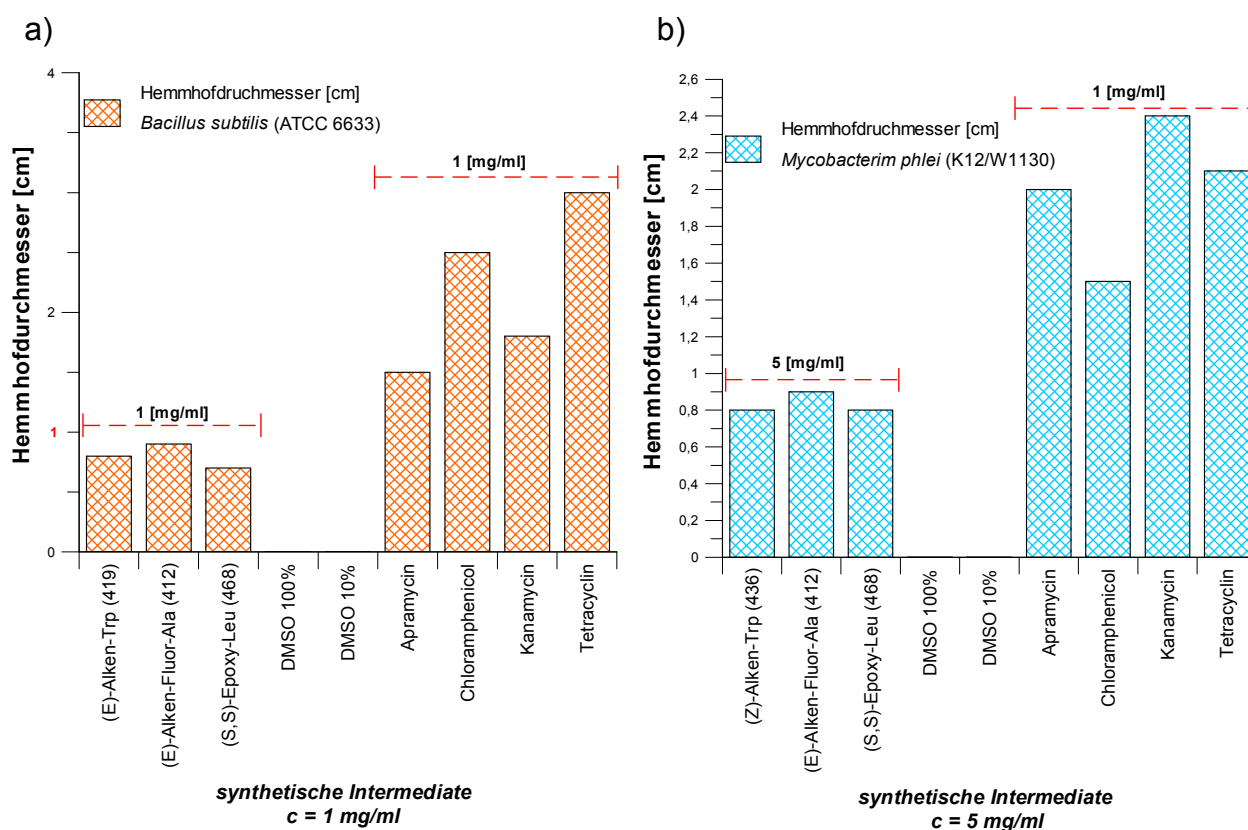 a)
Hemmhofdurchmesser [cm]
4
2
1
0
Hemmhofdruchmesser [cm]
Bacillus subtilis (ATCC 6633)
1 [mg/ml]
1 [mg/ml]
(E)-Alken-Trp (419)
(E)-Alken-Fluor-Ala (412)
(S,S)-Epoxy-Leu (468)
DMSO 100%
DMSO 10%
Apramycin
Chloramphenicol
Kanamycin
Tetracyclin
synthetische Intermediate
c = 1 mg/ml
b)
Hemmhofdurchmesser [cm]
2,6
2,4
2,2
2
1,8
1,6
1,4
1,2
1
0,8
0,6
0,4
0,2
0
Hemmhofdruchmesser [cm]
Mycobacterim phlei (K12/W1130)
1 [mg/ml]
5 [mg/ml]
(Z)-Alken-Trp (436)
(E)-Alken-Fluor-Ala (412)
(S,S)-Epoxy-Leu (468)
DMSO 100%
DMSO 10%
Apramycin
Chloramphenicol
Kanamycin
Tetracyclin
synthetische Intermediate
c = 5 mg/ml